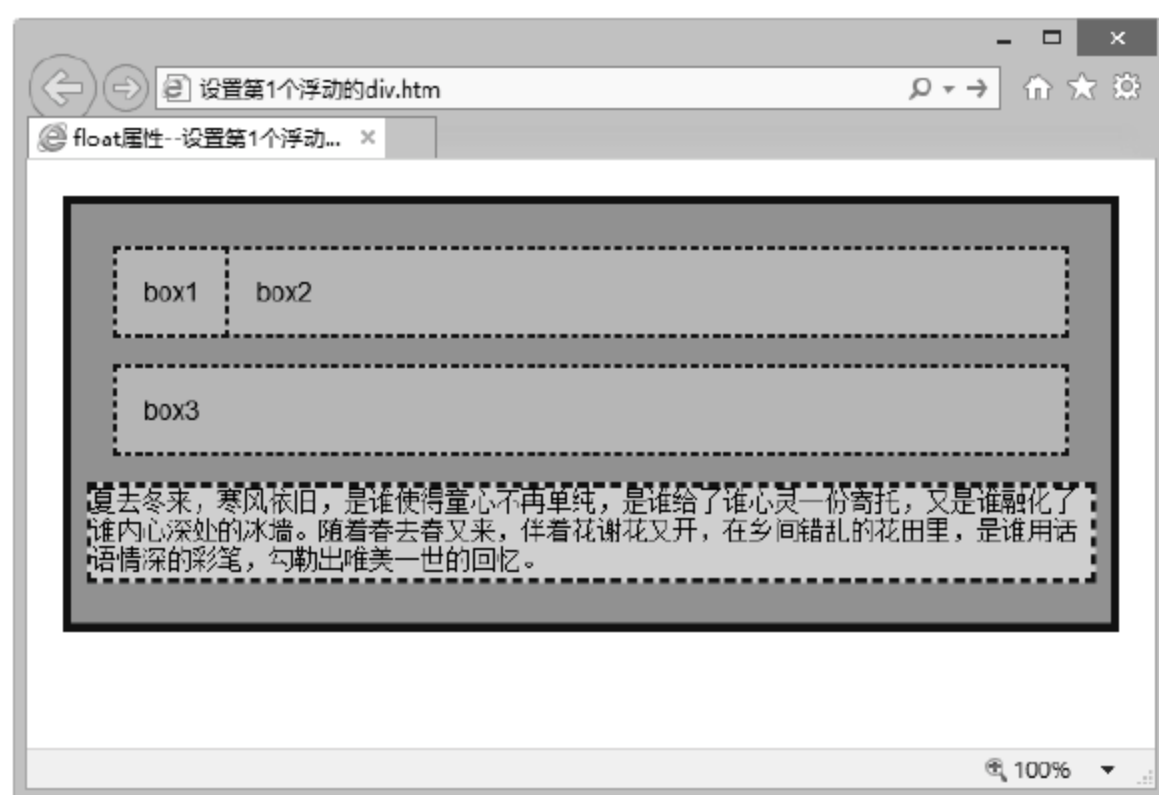 设置第1个浮动的div.htm
float属性--设置第1个浮动...
box1 box2
box3
夏去冬来，寒风依旧，是谁使得童心不再单纯，是谁给了谁心灵一份寄托，又是谁融化了
谁内心深处的冰墙。随着春去春又来，伴着花谢花又开，在乡间错乱的花田里，是谁用话
语情深的彩笔，勾勒出唯美一世的回忆。
100%